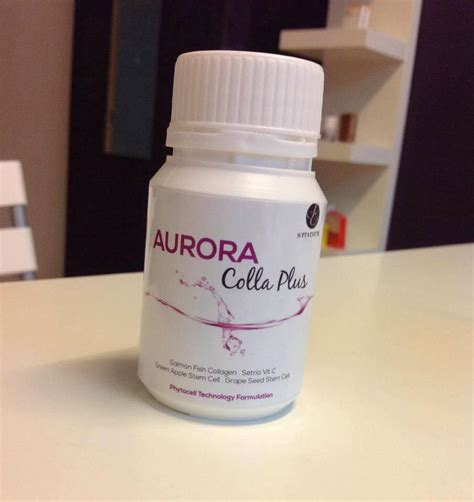 AURORA
Colla Plus
Salmon Fish Collagen . Setria Vit C
Green Apple Stem Cell . Grape Seed Stem Cell
Phytocell Technology Formulation